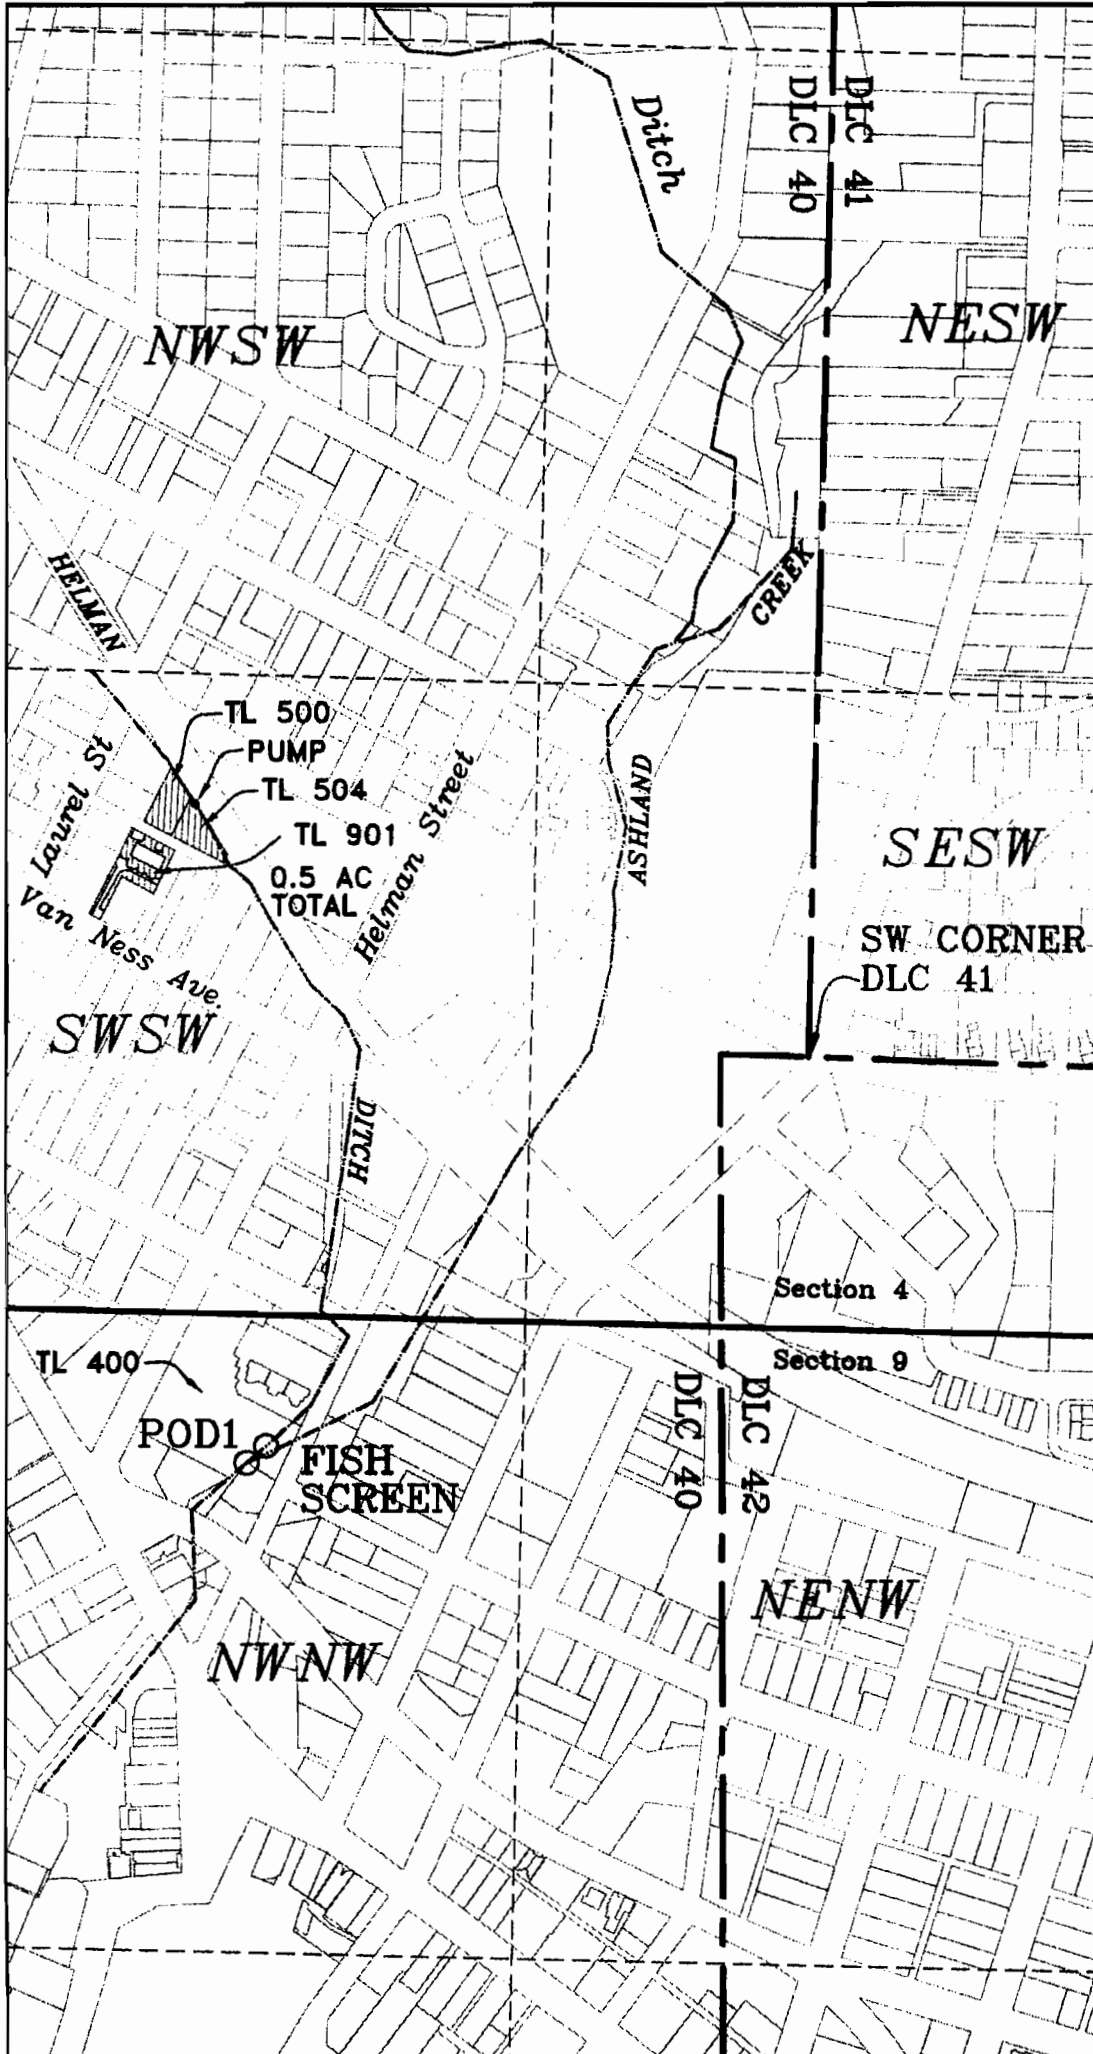 DLC 41
DLC 40
Ditch
NWSW
NESW
CREEK
HELMAN
TL 500
PUMP
TL 504
TL 901
0.5 AC
TOTAL
Laurel St
Helman Street
Van Ness Ave.
ASHLAND
SESW
SW CORNER
DLC 41
SWSW
DITCH
Section 4
Section 9
TL 400
POD1
FISH
SCREEN
DLC 40
DLC 42
NENW
NWNW